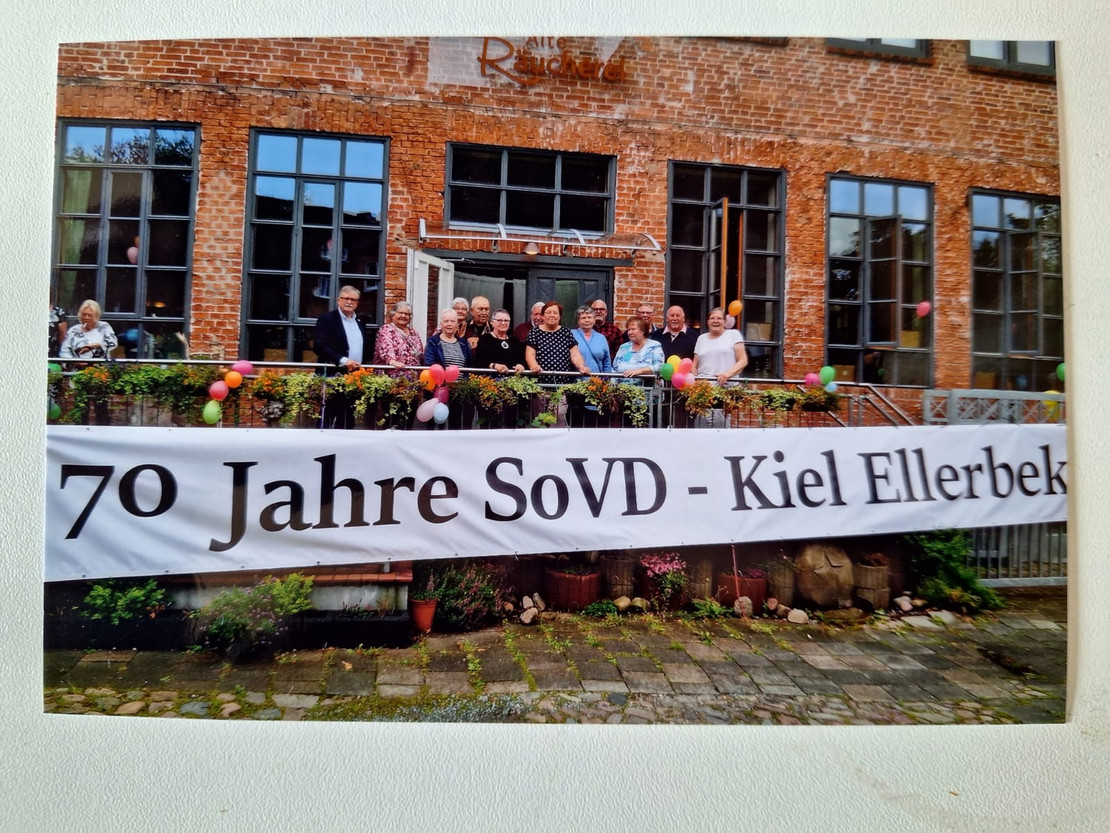 Alte
Räucherei
70 Jahre SoVD - Kiel Ellerbek